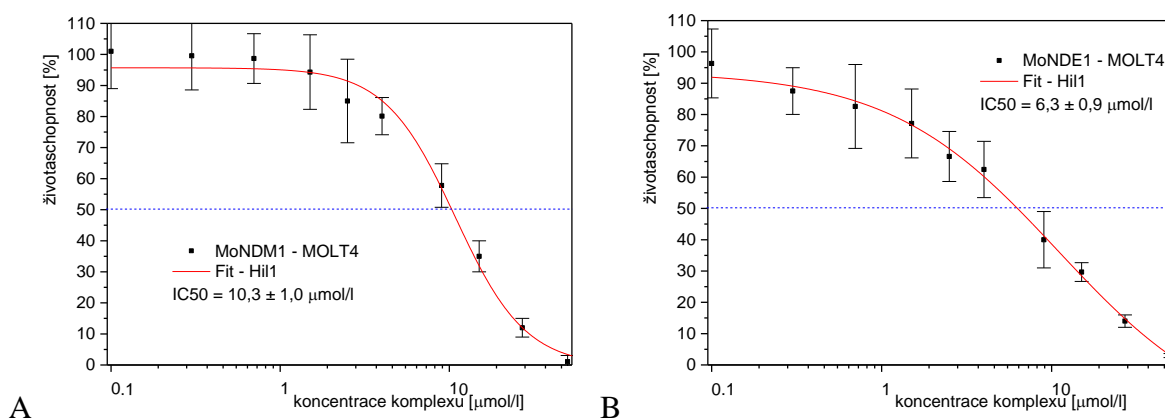 110
100
90
80
70
60
50
40
30
20
10
0
životaschopnost [%]
MoNDM1 - MOLT4
Fit - Hil1
IC50 = 10,3 ± 1,0 μmol/l
0.1 1 10
koncentrace komplexu [μmol/l]
A
110
100
90
80
70
60
50
40
30
20
10
0
životaschopnost [%]
MoNDE1 - MOLT4
Fit - Hil1
IC50 = 6,3 ± 0,9 μmol/l
0.1 1 10
koncentrace komplexu [μmol/l]
B